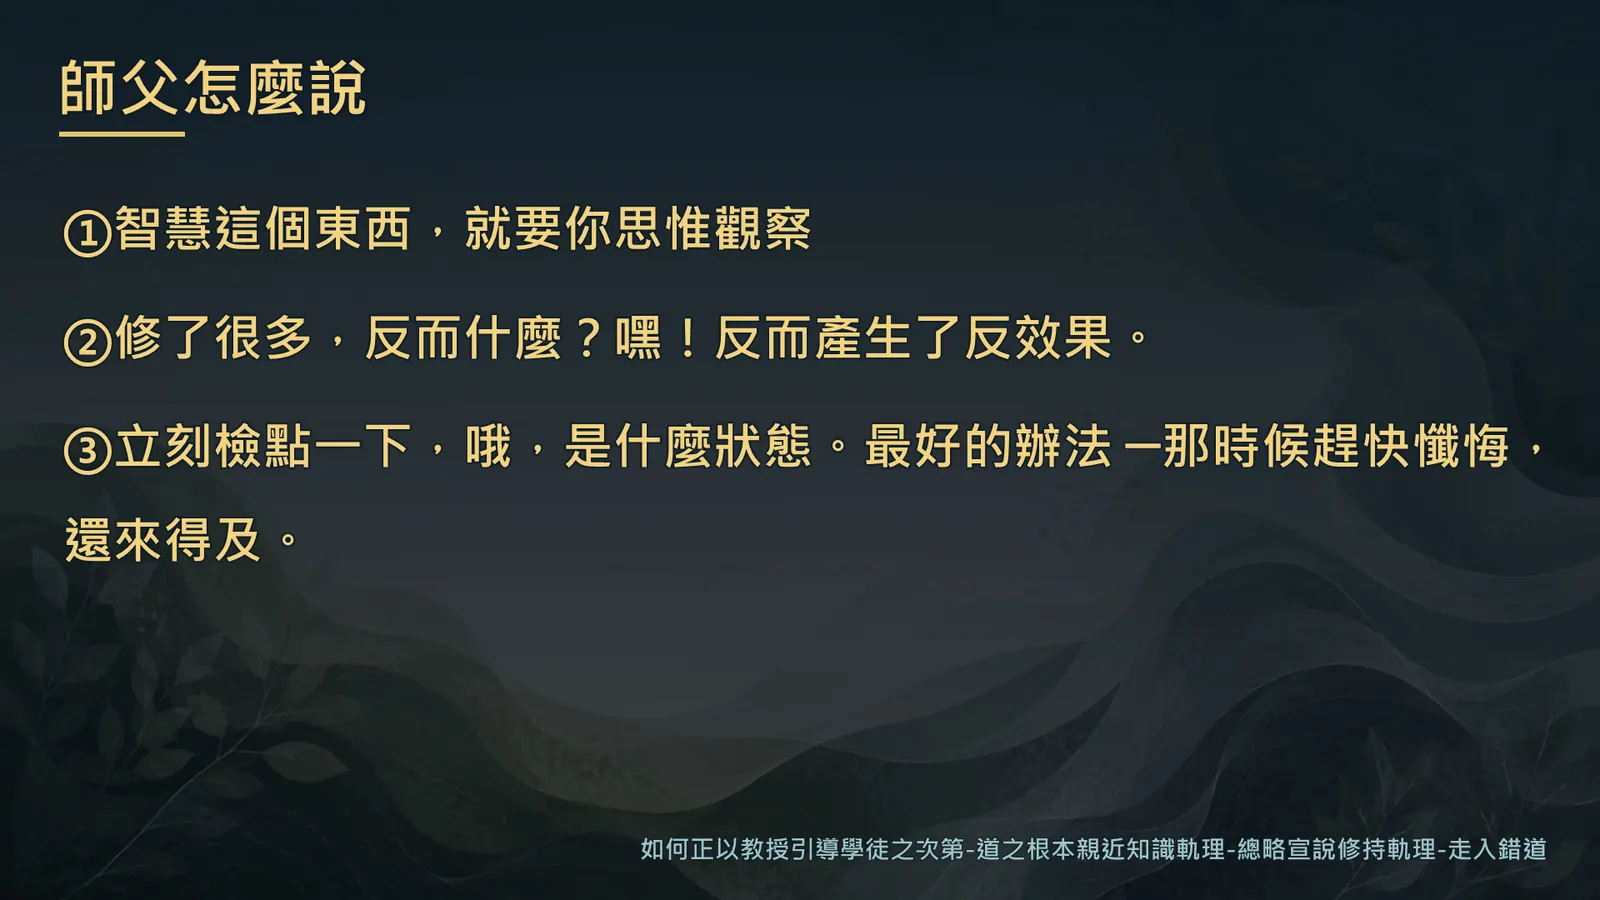 師父怎麼說
①智慧這個東西，就要你思惟觀察
②修了很多，反而什麼？嘿！反而產生了反效果。
③立刻檢點一下，哦，是什麼狀態。最好的辦法 —那時候趕快懺悔，
還來得及。
如何正以教授引導學徒之次第-道之根本親近知識軌理-總略宣說修持軌理-走入錯道